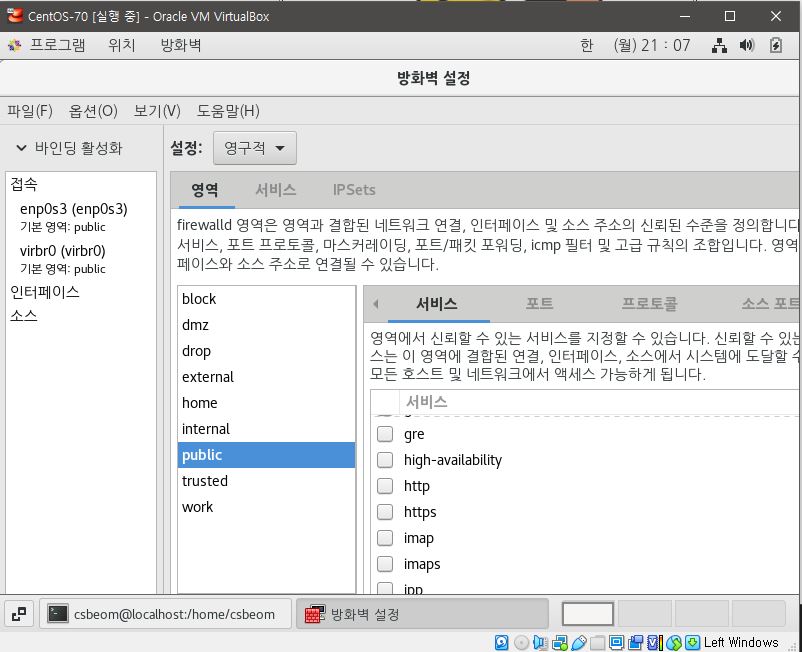 CentOS-70 [실행 중] - Oracle VM VirtualBox
프로그램 위치 방화벽 한 (월) 21 : 07
방화벽 설정
파일(F) 옵션(O) 보기(V) 도움말(H)
바인딩 활성화
설정: 영구적
접속
enp0s3 (enp0s3)
기본 영역: public
virbr0 (virbr0)
기본 영역: public
인터페이스
소스
영역 서비스 IPSets
firewalld 영역은 영역과 결합된 네트워크 연결, 인터페이스 및 소스 주소의 신뢰된 수준을 정의합니다
서비스, 포트 프로토콜, 마스커레이딩, 포트/패킷 포워딩, icmp 필터 및 고급 규칙의 조합입니다. 영역
페이스와 소스 주소로 연결될 수 있습니다.
block
dmz
drop
external
home
internal
public
trusted
work
서비스 포트 프로토콜 소스 포트
영역에서 신뢰할 수 있는 서비스를 지정할 수 있습니다. 신뢰할 수 있는
스는 이 영역에 결합된 연결, 인터페이스, 소스에서 시스템에 도달할 수
모든 호스트 및 네트워크에서 액세스 가능하게 됩니다.
서비스
gre
high-availability
http
https
imap
imaps
ipp
csbeom@localhost:/home/csbeom
방화벽 설정
Left Windows